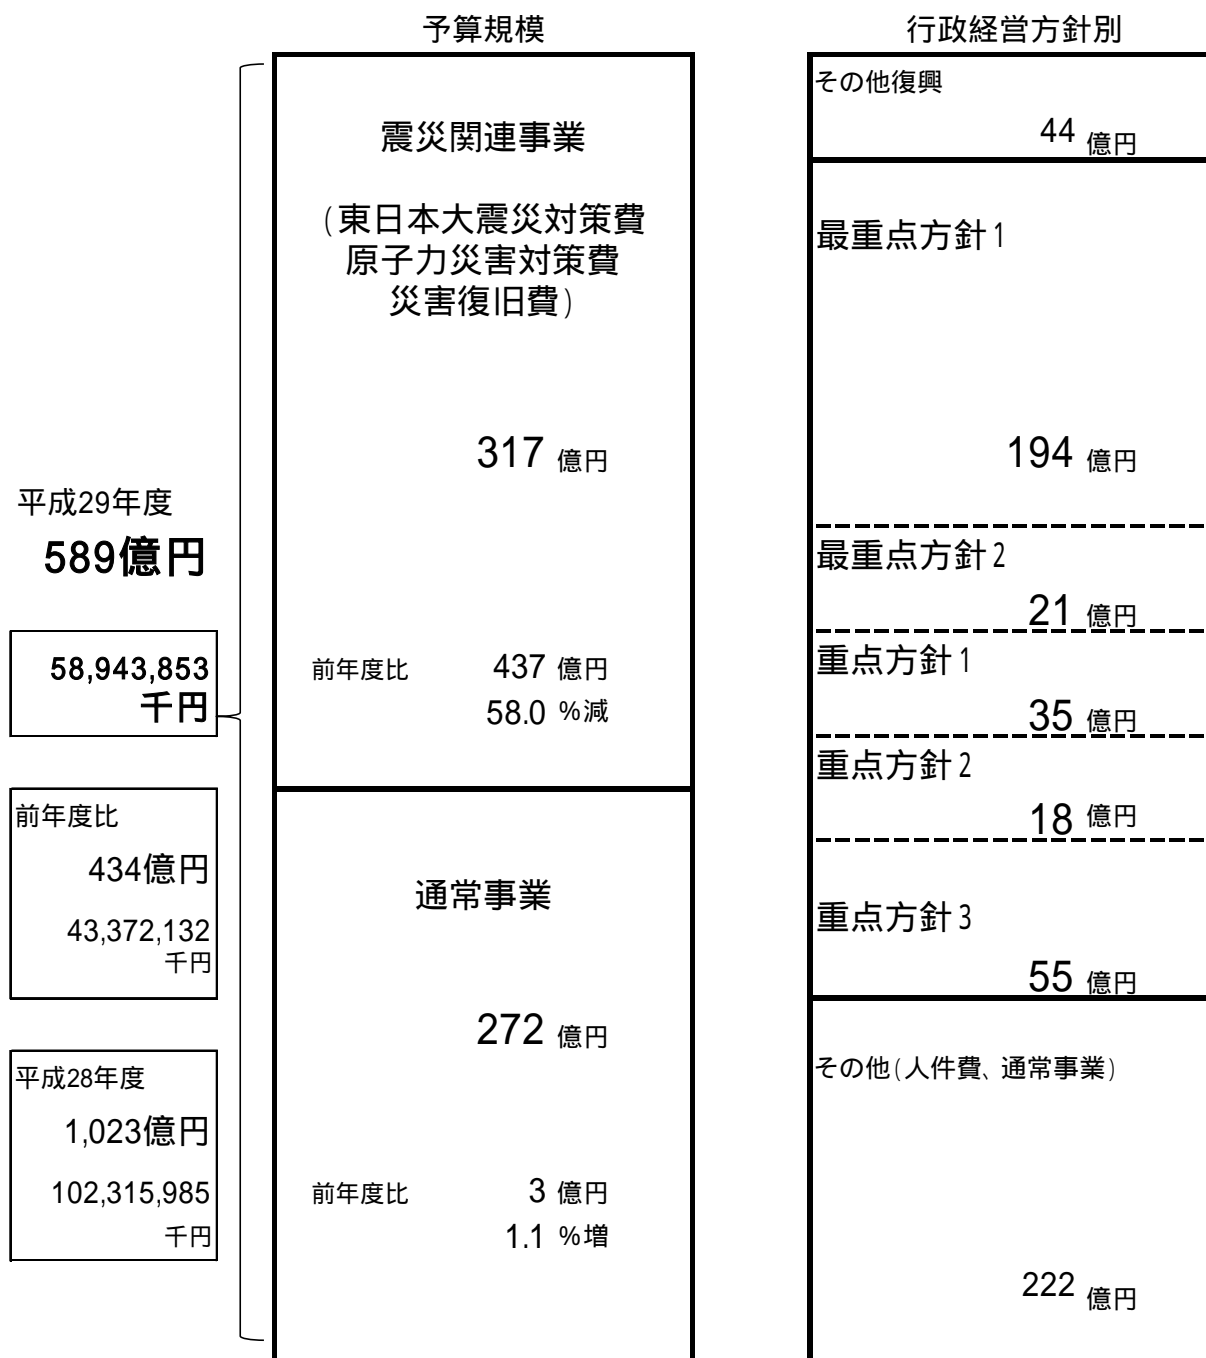 予算規模
行政経営方針別
平成29年度
589億円
58,943,853
千円
前年度比
434億円
43,372,132
千円
平成28年度
1,023億円
102,315,985
千円
震災関連事業
(東日本大震災対策費
原子力災害対策費
災害復旧費)
317 億円
前年度比 437 億円
58.0 %減
通常事業
272 億円
前年度比 3 億円
1.1 %増
その他復興
44 億円
最重点方針1
194 億円
最重点方針2
21 億円
重点方針1
35 億円
重点方針2
18 億円
重点方針3
55 億円
その他(人件費、通常事業)
222 億円